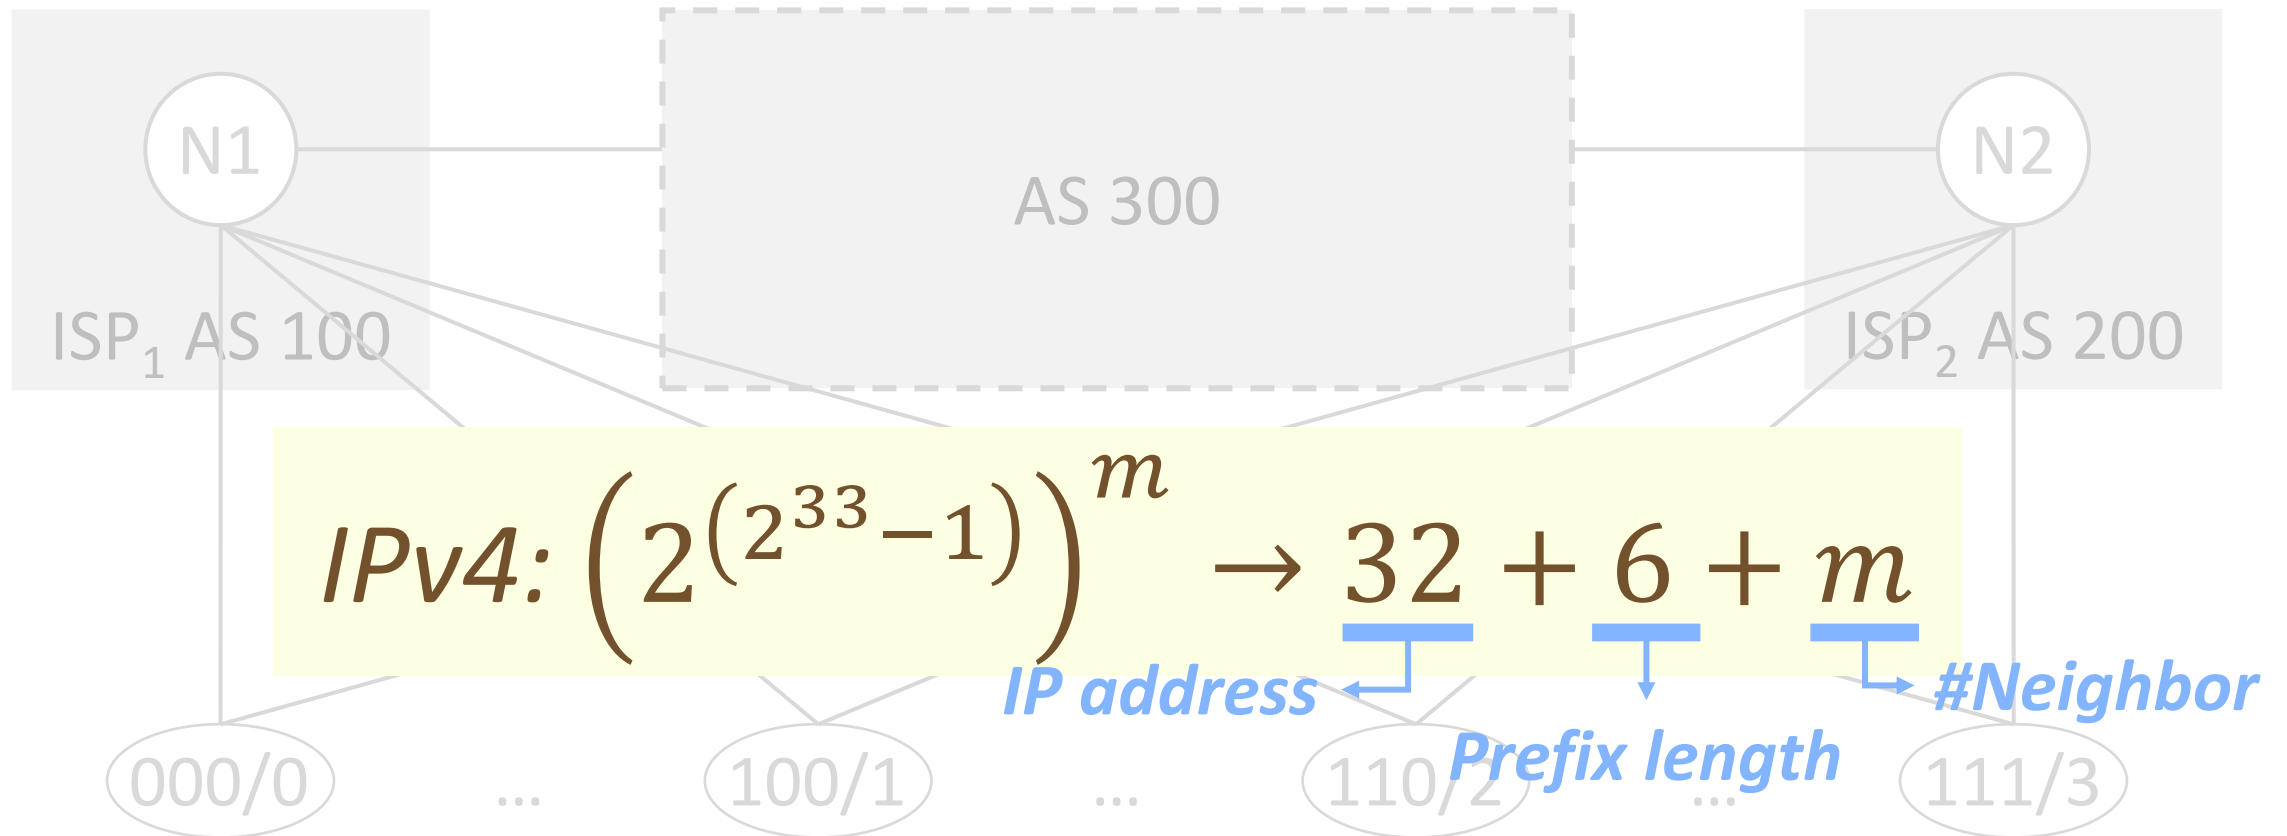 N1
N2
AS 300
ISP₁ AS 100
ISP₂ AS 200
IPv4: (2^(2^33−1))^m → 32 + 6 + m
IP address
#Neighbor
Prefix length
000/0
...
100/1
...
110/2
...
111/3